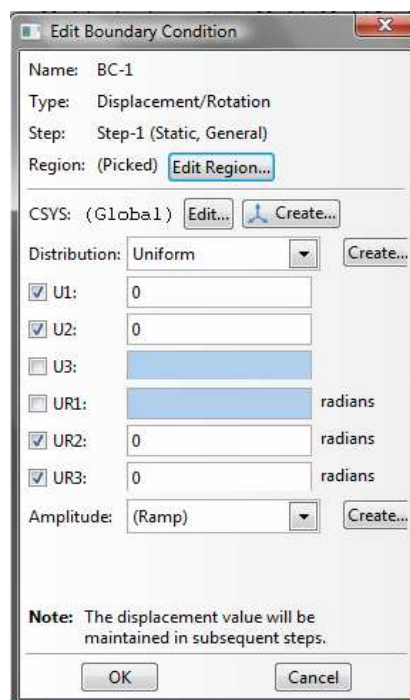 Edit Boundary Condition
Name: BC-1
Type: Displacement/Rotation
Step: Step-1 (Static, General)
Region: (Picked) Edit Region...
CSYS: (Global) Edit... Create...
Distribution: Uniform Create...
U1: 0
U2: 0
U3:
UR1: radians
UR2: 0 radians
UR3: 0 radians
Amplitude: (Ramp) Create...
Note: The displacement value will be
maintained in subsequent steps.
OK Cancel